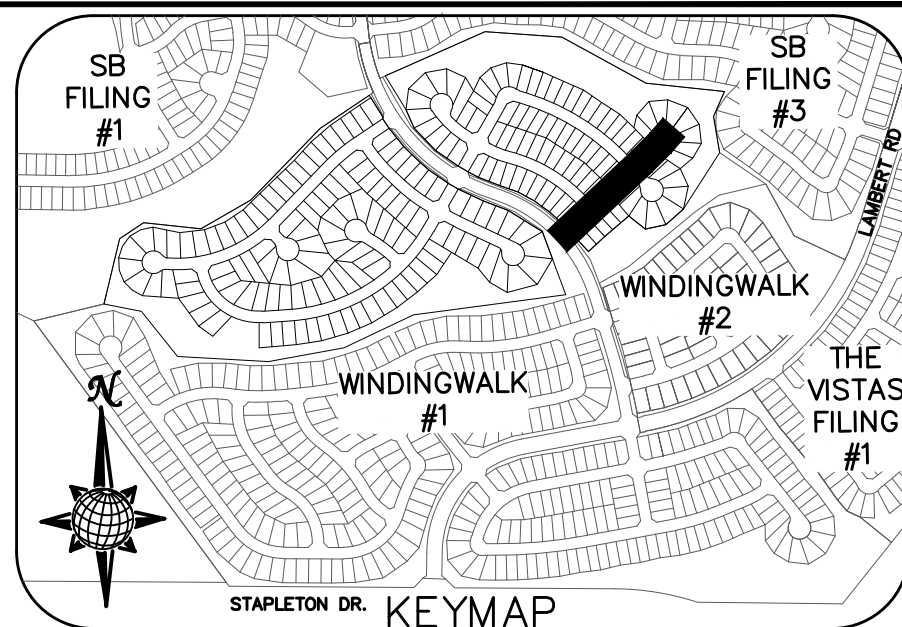 SB
FILING
#1
SB
FILING
#3
LAMBERT RD
WINDINGWALK
#2
THE
VISTAS
FILING
#1
WINDINGWALK
#1
N
STAPLETON DR.
KEYMAP